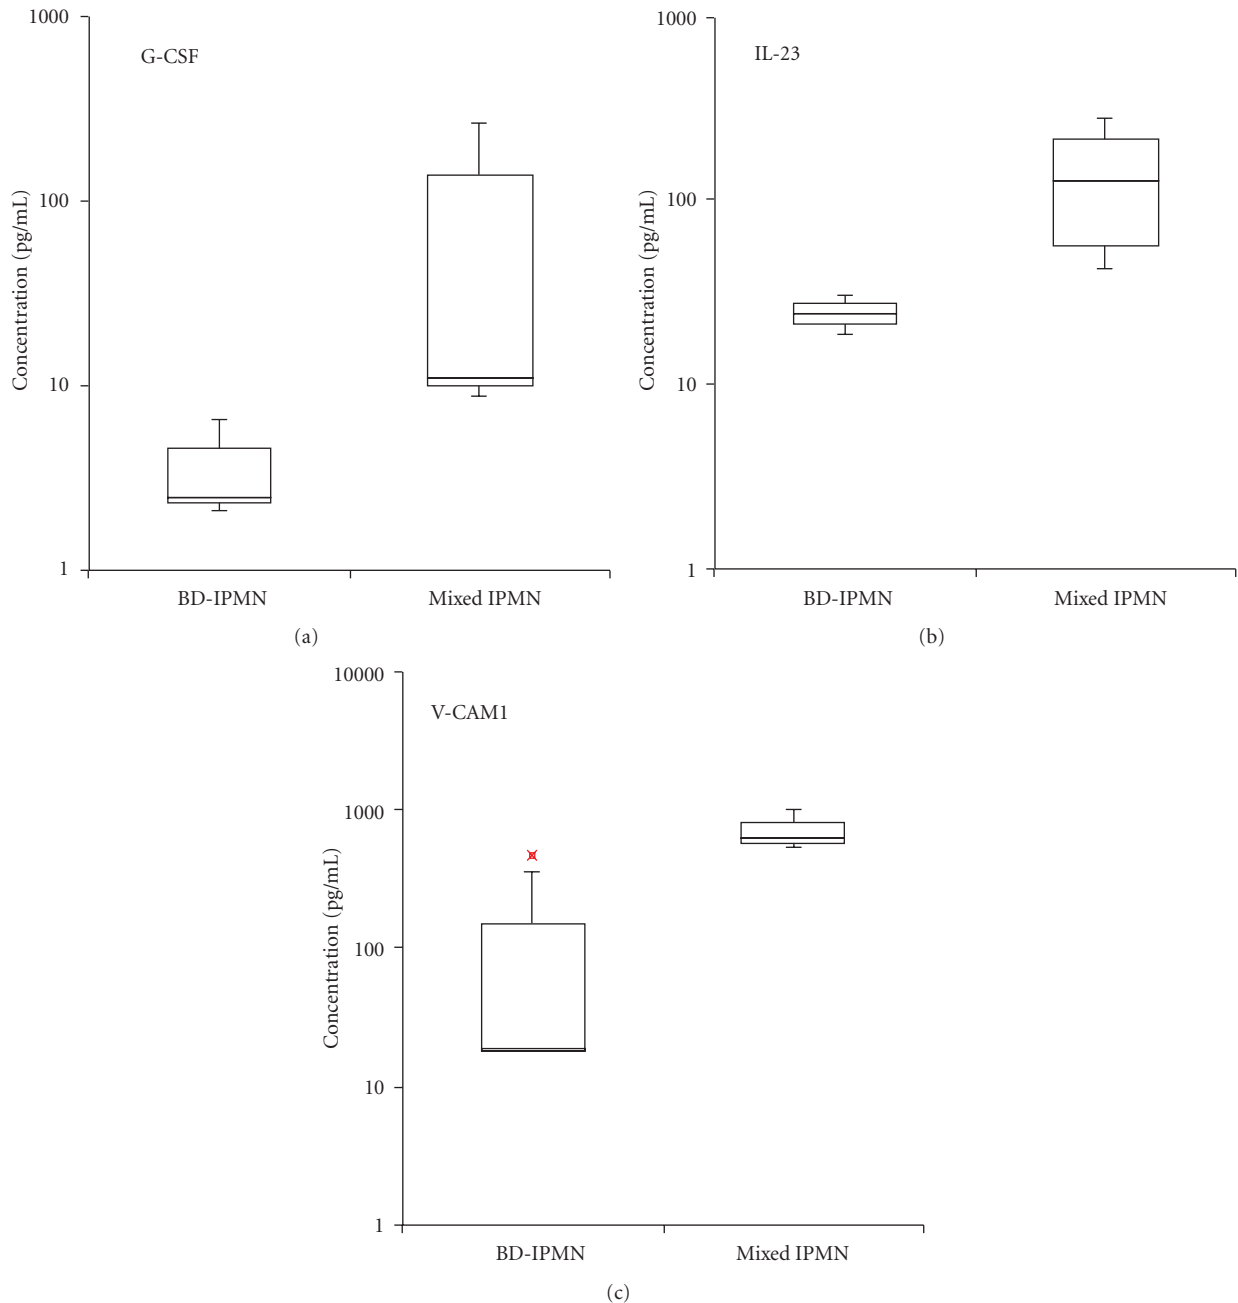 1000
G-CSF
100
10
1
Concentration (pg/mL)
BD-IPMN
Mixed IPMN
(a)
1000
IL-23
100
10
1
Concentration (pg/mL)
BD-IPMN
Mixed IPMN
(b)
10000
V-CAM1
1000
100
10
1
Concentration (pg/mL)
BD-IPMN
Mixed IPMN
(c)